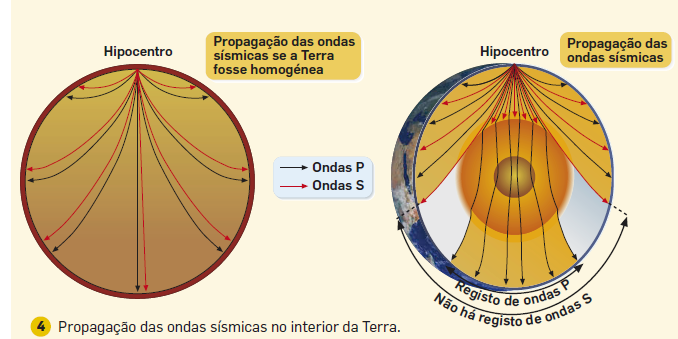 Hipocentro
Propagação das ondas
sísmicas se a Terra
fosse homogénea
Hipocentro
Propagação das
ondas sísmicas
Ondas P
Ondas S
Registo de ondas P
Não há registo de ondas S
4 Propagação das ondas sísmicas no interior da Terra.